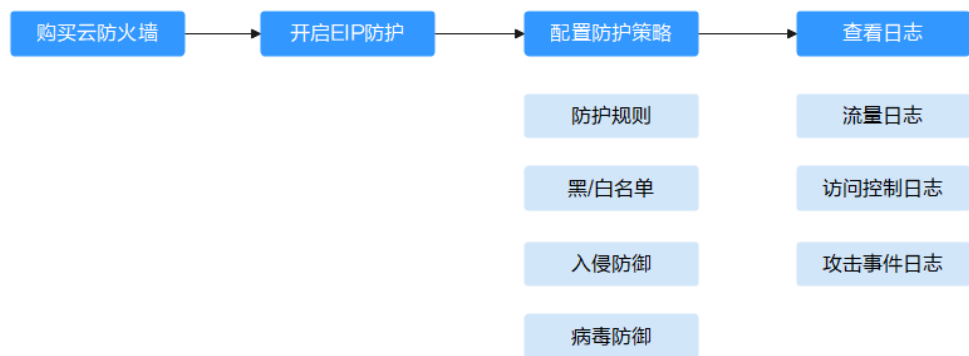 购买云防火墙
开启EIP防护
配置防护策略
查看日志
防护规则
流量日志
黑/白名单
访问控制日志
入侵防御
攻击事件日志
病毒防御